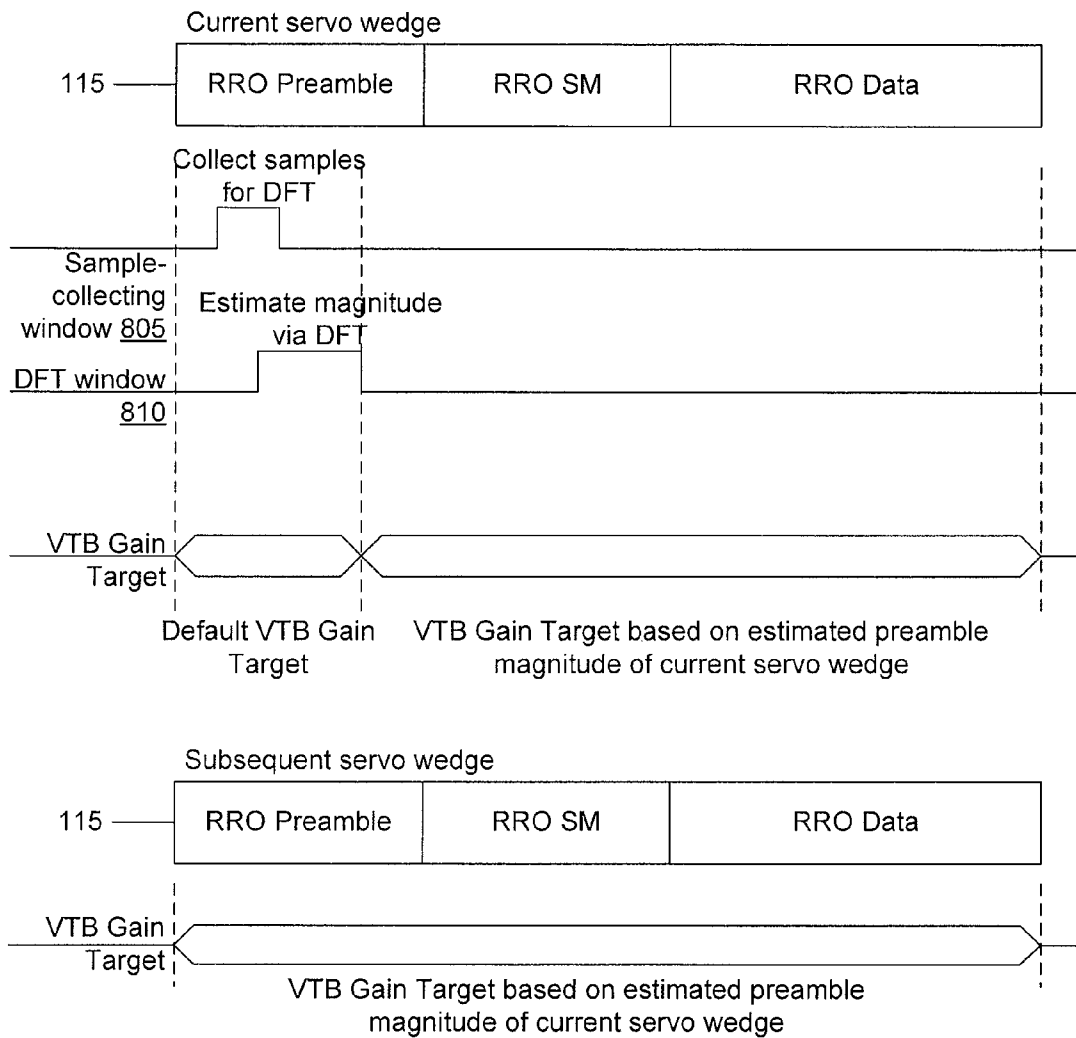 Current servo wedge
115
RRO Preamble
RRO SM
RRO Data
Collect samples
for DFT
Sample-
collecting
window 805
Estimate magnitude
via DFT
DFT window
810
VTB Gain
Target
Default VTB Gain
Target
VTB Gain Target based on estimated preamble
magnitude of current servo wedge
Subsequent servo wedge
115
RRO Preamble
RRO SM
RRO Data
VTB Gain
Target
VTB Gain Target based on estimated preamble
magnitude of current servo wedge